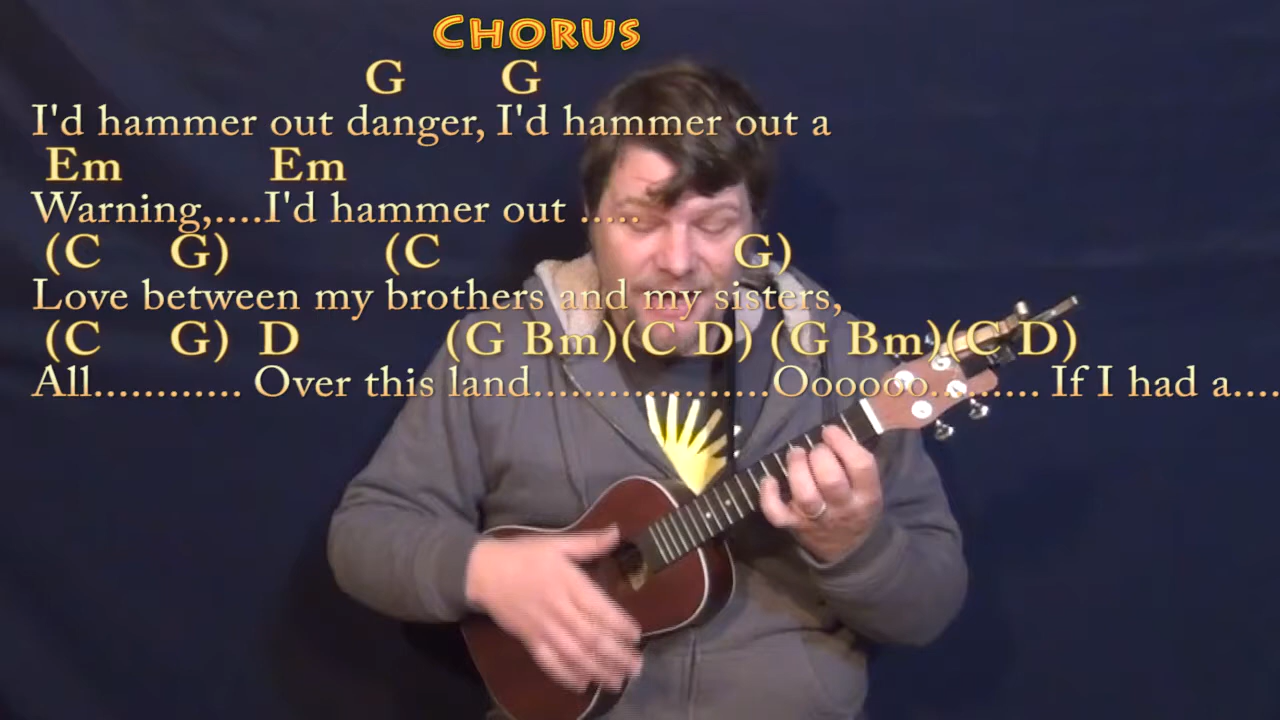 CHORUS
G G
I'd hammer out danger, I'd hammer out a
Em Em
Warning,....I'd hammer out .....
(C G) (C G)
Love between my brothers and my sisters,
(C G) D (G Bm)(C D) (G Bm)(C D)
All............ Over this land...................Oooooo......... If I had a....